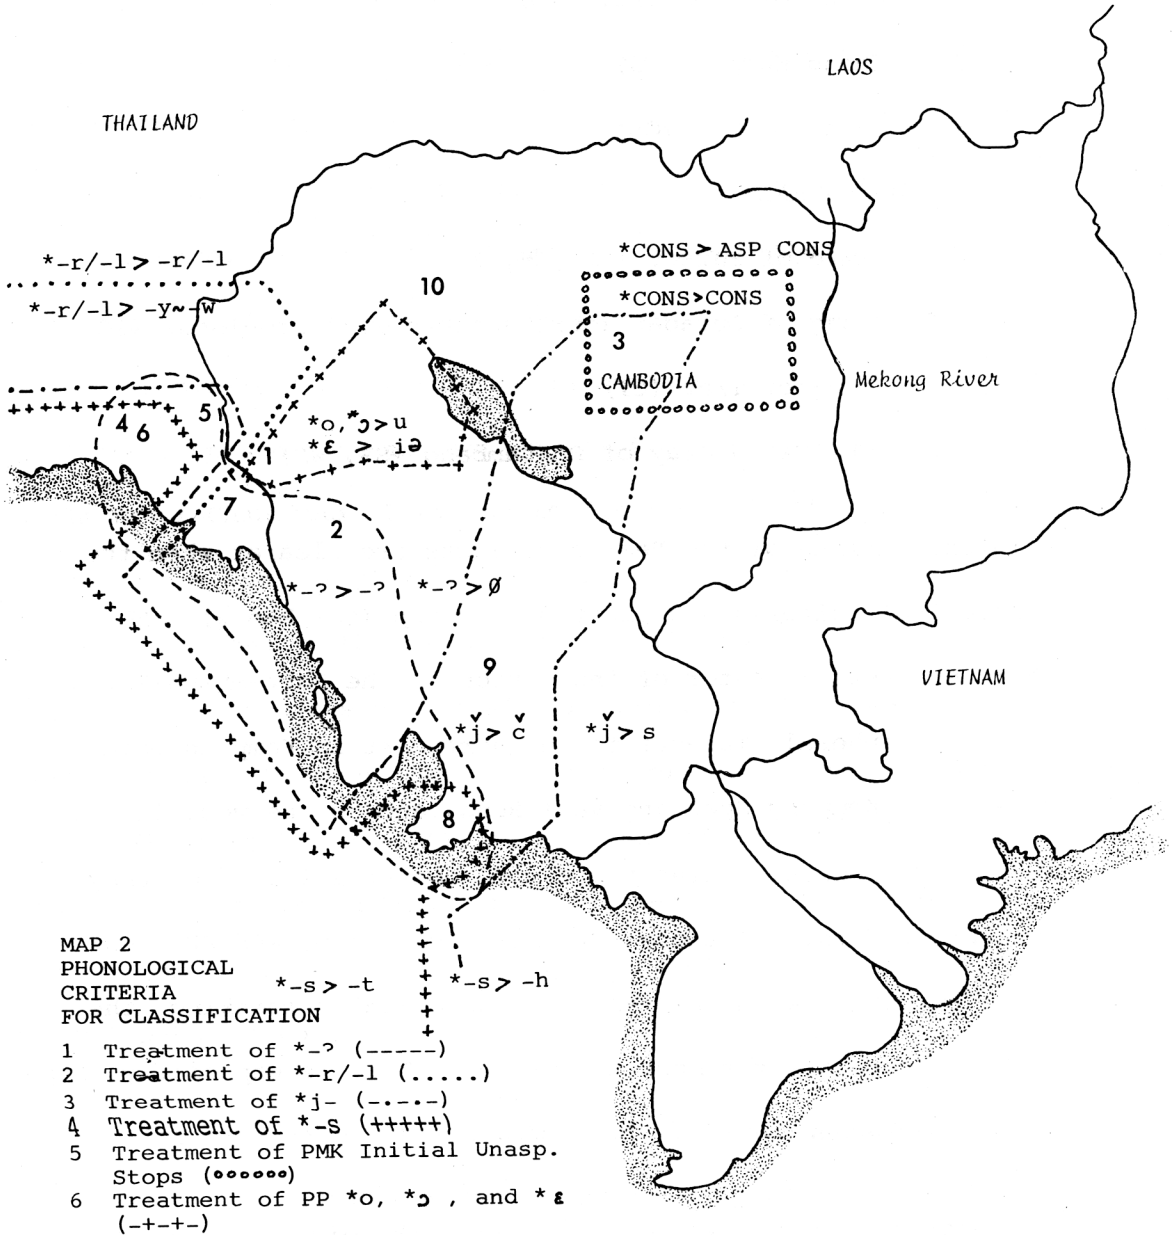 LAOS
THAILAND
*CONS > ASP CONS
*-r/-l > -r/-l
10
*CONS>CONS
*-r/-l > -y~-w
3
CAMBODIA
Mekong River
5
4
6
*o,*ɔ>u
*ɛ > iə
1
7
2
*-ʔ > -ʔ
*-ʔ > ∅
9
VIETNAM
*ǰ> č
*ǰ> s
8
MAP 2
PHONOLOGICAL
CRITERIA
FOR CLASSIFICATION
*-s > -t
*-s > -h
1 Treatment of *-ʔ (-----)
2 Treatment of *-r/-l (.....)
3 Treatment of *j- (-.-.-)
4 Treatment of *-s (+++++)
5 Treatment of PMK Initial Unasp.
Stops (oooooo)
6 Treatment of PP *o, *ɔ , and *ɛ
(-+-+-)